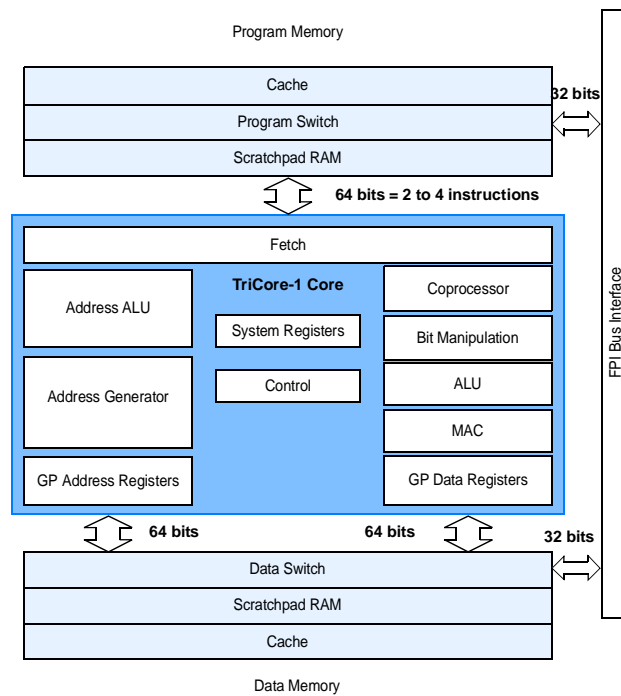 Program Memory
Cache
32 bits
Program Switch
Scratchpad RAM
64 bits = 2 to 4 instructions
Fetch
TriCore-1 Core
Address ALU
System Registers
Coprocessor
Bit Manipulation
Address Generator
Control
ALU
MAC
GP Address Registers
GP Data Registers
FPI Bus Interface
64 bits
64 bits
32 bits
Data Switch
Scratchpad RAM
Cache
Data Memory